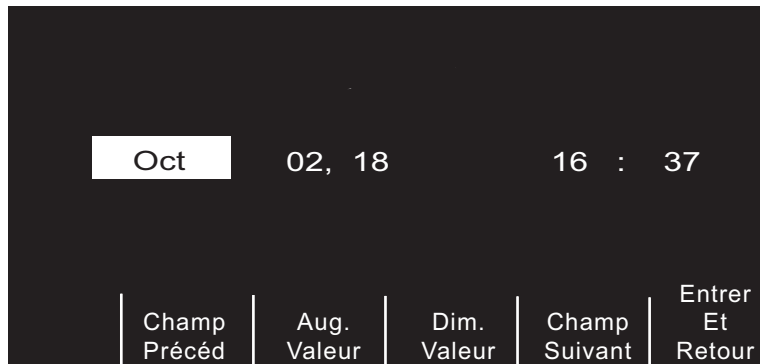 Oct 02, 18 16 : 37
Entrer
Champ Aug. Dim. Champ Et
Précéd Valeur Valeur Suivant Retour